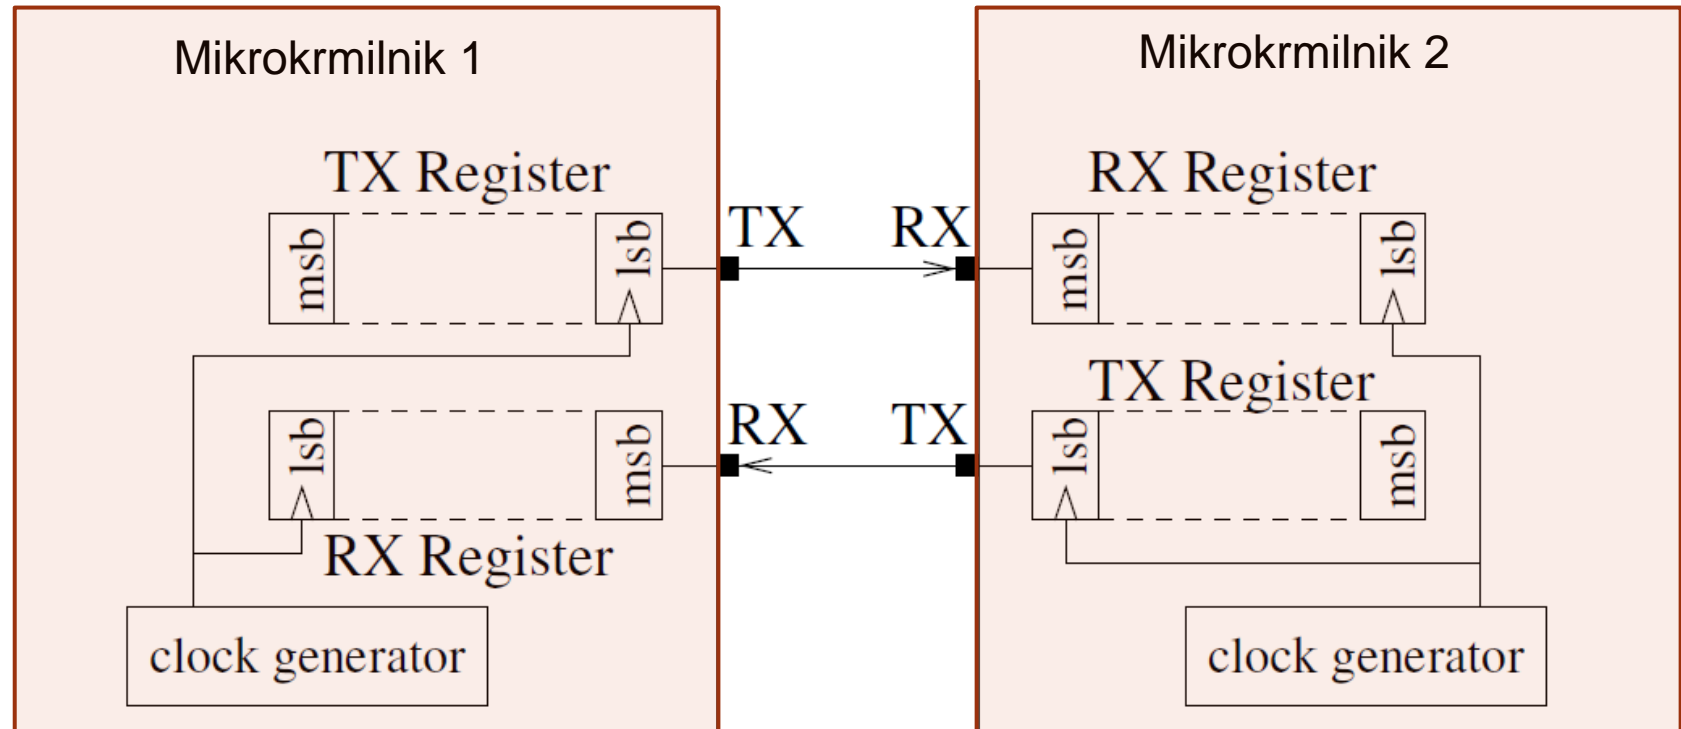 Mikrokrmilnik 1
TX Register
msb
lsb
TX
RX Register
lsb
msb
RX
clock generator
Mikrokrmilnik 2
RX Register
RX
msb
lsb
TX Register
TX
lsb
msb
clock generator